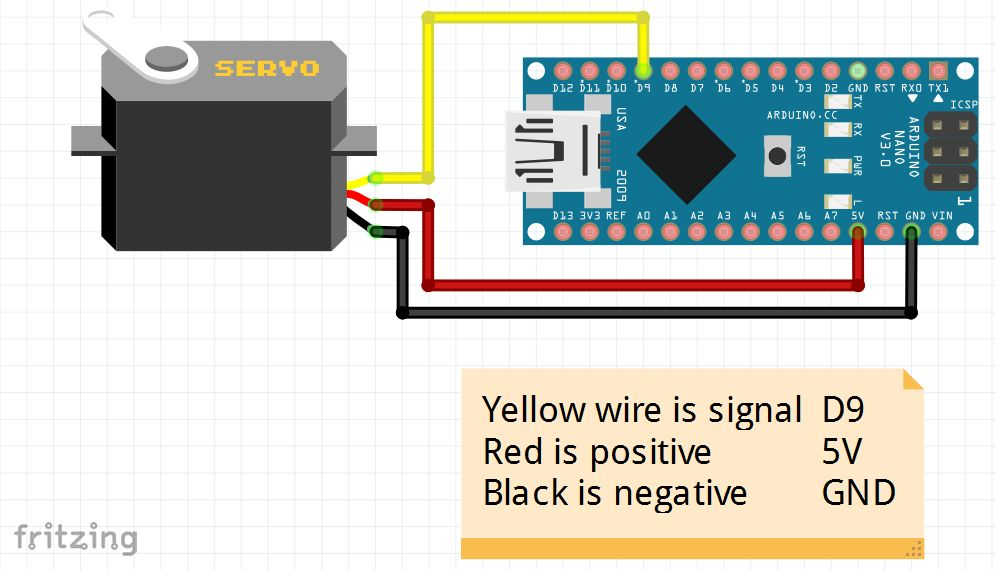 SERVO
D12 D11 D10 D9 D8 D7 D6 D5 D4 D3 D2 GND RST RX0 TX1
TX
RX
PWR
L
ICSP
1
USA
2005
ARDUINO.CC
RST
ARDUINO
NANO
V3.0
D13 3V3 REF A0 A1 A2 A3 A4 A5 A6 A7 5V RST GND VIN
Yellow wire is signal D9
Red is positive 5V
Black is negative GND
fritzing